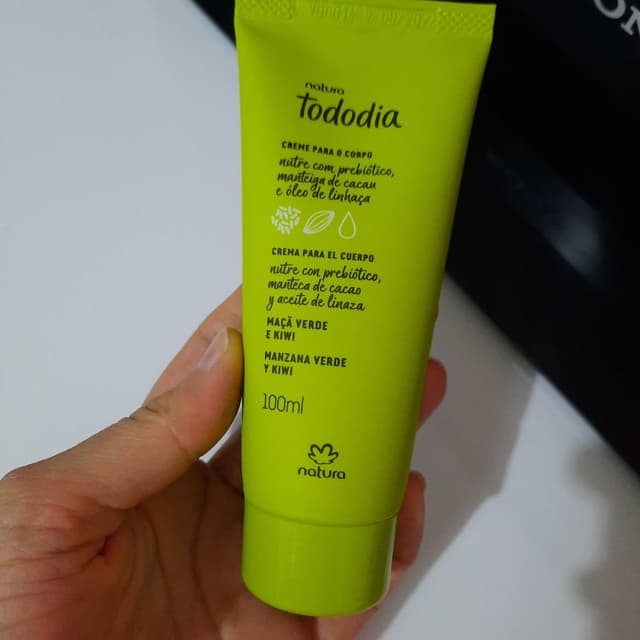 natura
tododia
CREME PARA O CORPO
nutre com prebiótico,
manteiga de cacau
e óleo de linhaça
CREMA PARA EL CUERPO
nutre con prebiótico,
manteca de cacao
y aceite de linaza
MAÇÃ VERDE
E KIWI
MANZANA VERDE
Y KIWI
100ml
natura